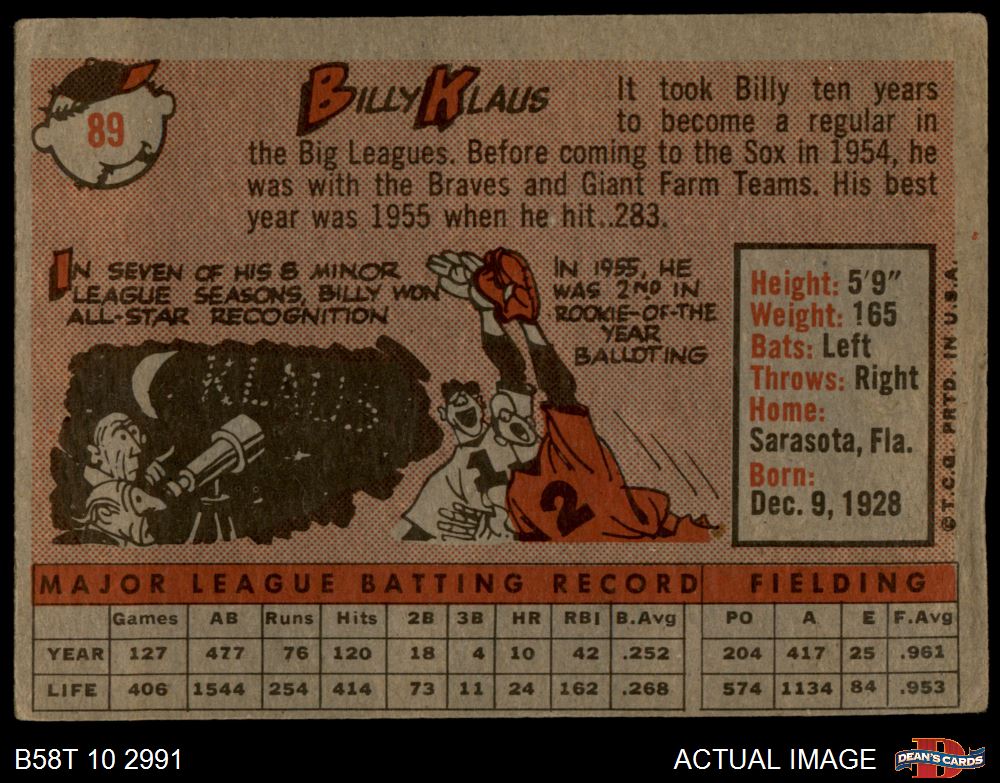 89
BILLY KLAUS
It took Billy ten years
to become a regular in
the Big Leagues. Before coming to the Sox in 1954, he
was with the Braves and Giant Farm Teams. His best
year was 1955 when he hit..283.
IN SEVEN OF HIS 8 MINOR
LEAGUE SEASONS, BILLY WON
ALL-STAR RECOGNITION
KLAUS
IN 1955, HE
WAS 2ND IN
ROOKIE-OF-THE
YEAR
BALLOTING
1
2
Height: 5'9"
Weight: 165
Bats: Left
Throws: Right
Home:
Sarasota, Fla.
Born:
Dec. 9, 1928
©T.C.G. PRTD. IN U.S.A.
MAJOR LEAGUE BATTING RECORD FIELDING
Games AB Runs Hits 2B 3B HR RBI B.Avg PO A E F.Avg
YEAR 127 477 76 120 18 4 10 42 .252 204 417 25 .961
LIFE 406 1544 254 414 73 11 24 162 .268 574 1134 84 .953
B58T 10 2991
ACTUAL IMAGE
D
DEAN'S CARDS